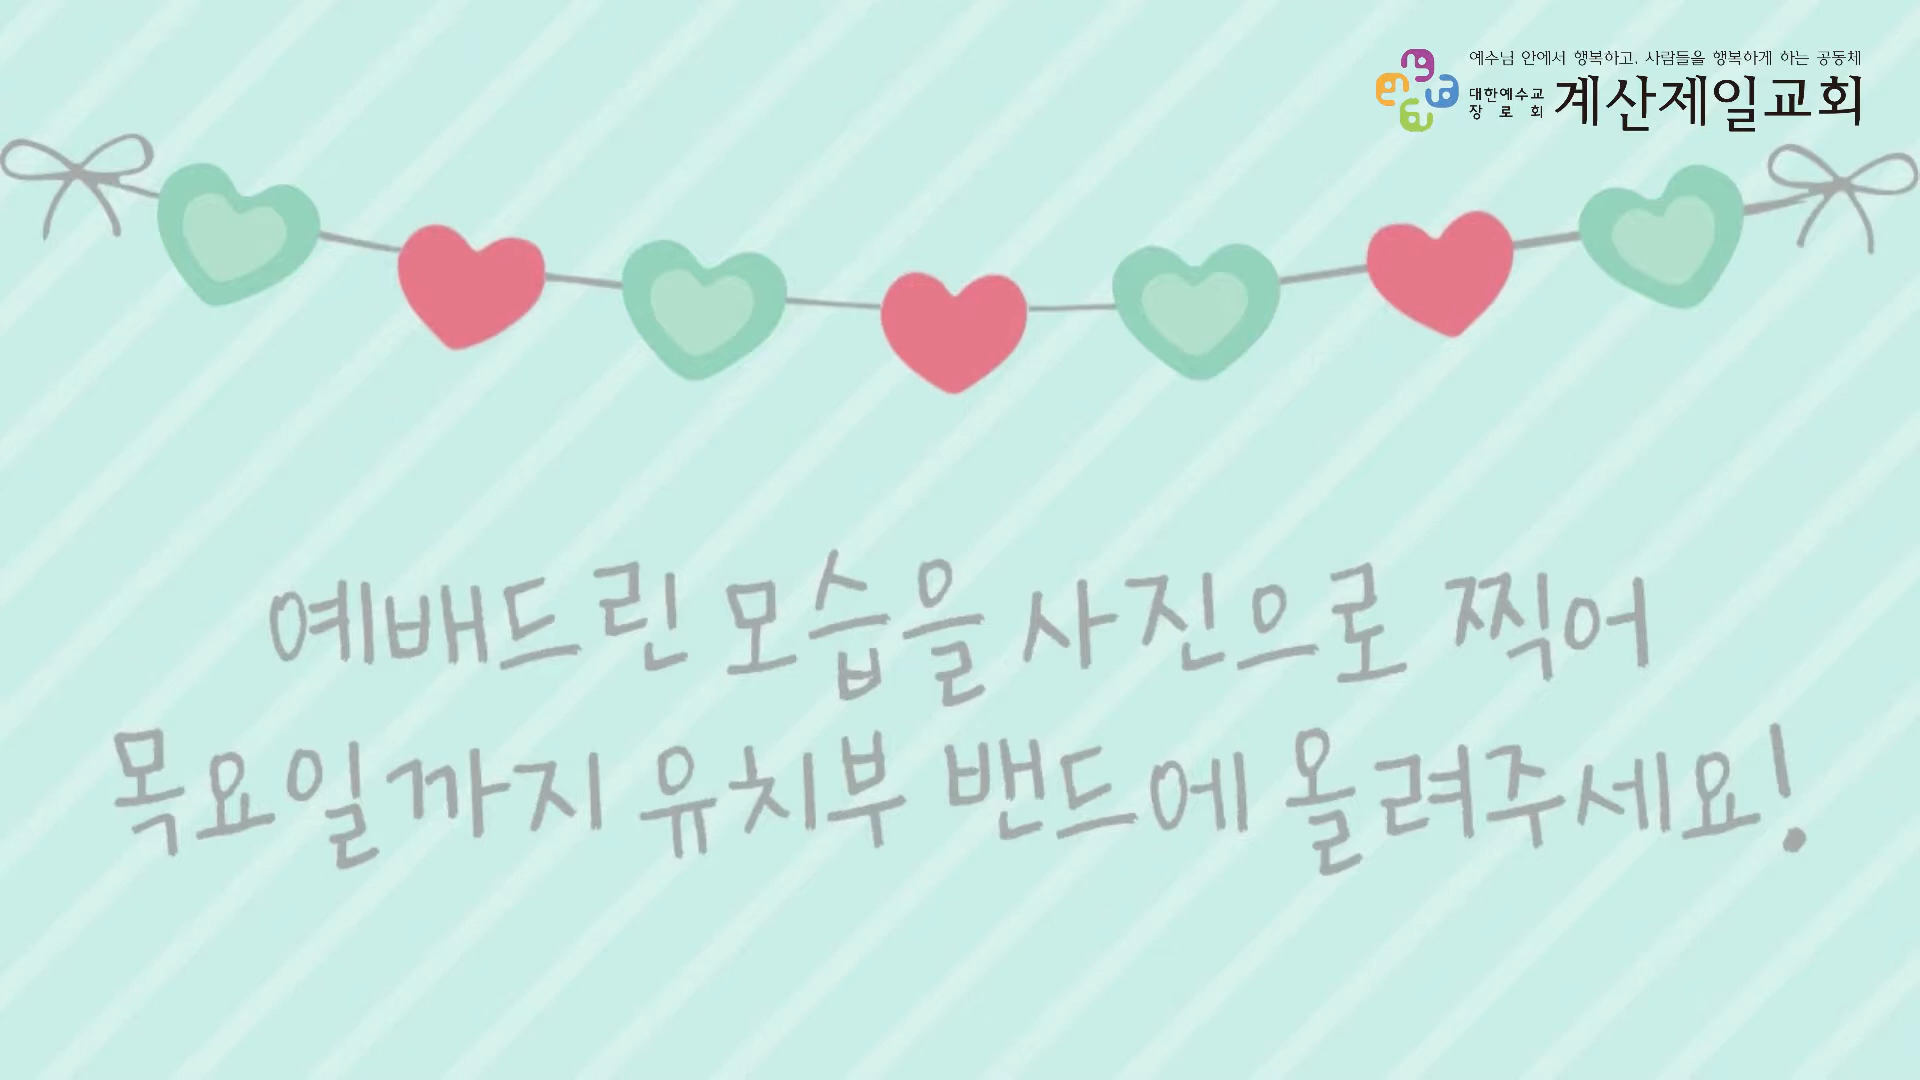 예수님 안에서 행복하고, 사람들을 행복하게 하는 공동체
대한예수교
장로회
계산제일교회
예배드린 모습을 사진으로 찍어
목요일까지 유치부 밴드에 올려주세요!